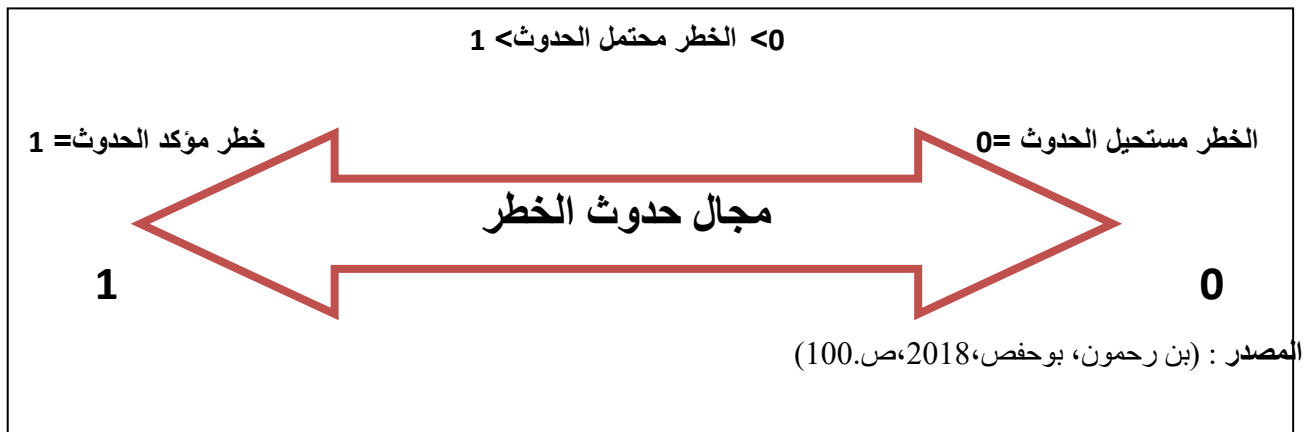 0> الخطر محتمل الحدوث> 1
الخطر مستحيل الحدوث =0
خطر مؤكد الحدوث= 1
مجال حدوث الخطر
0
1
المصدر : (بن رحمون، بوحفص،2018،ص.100)